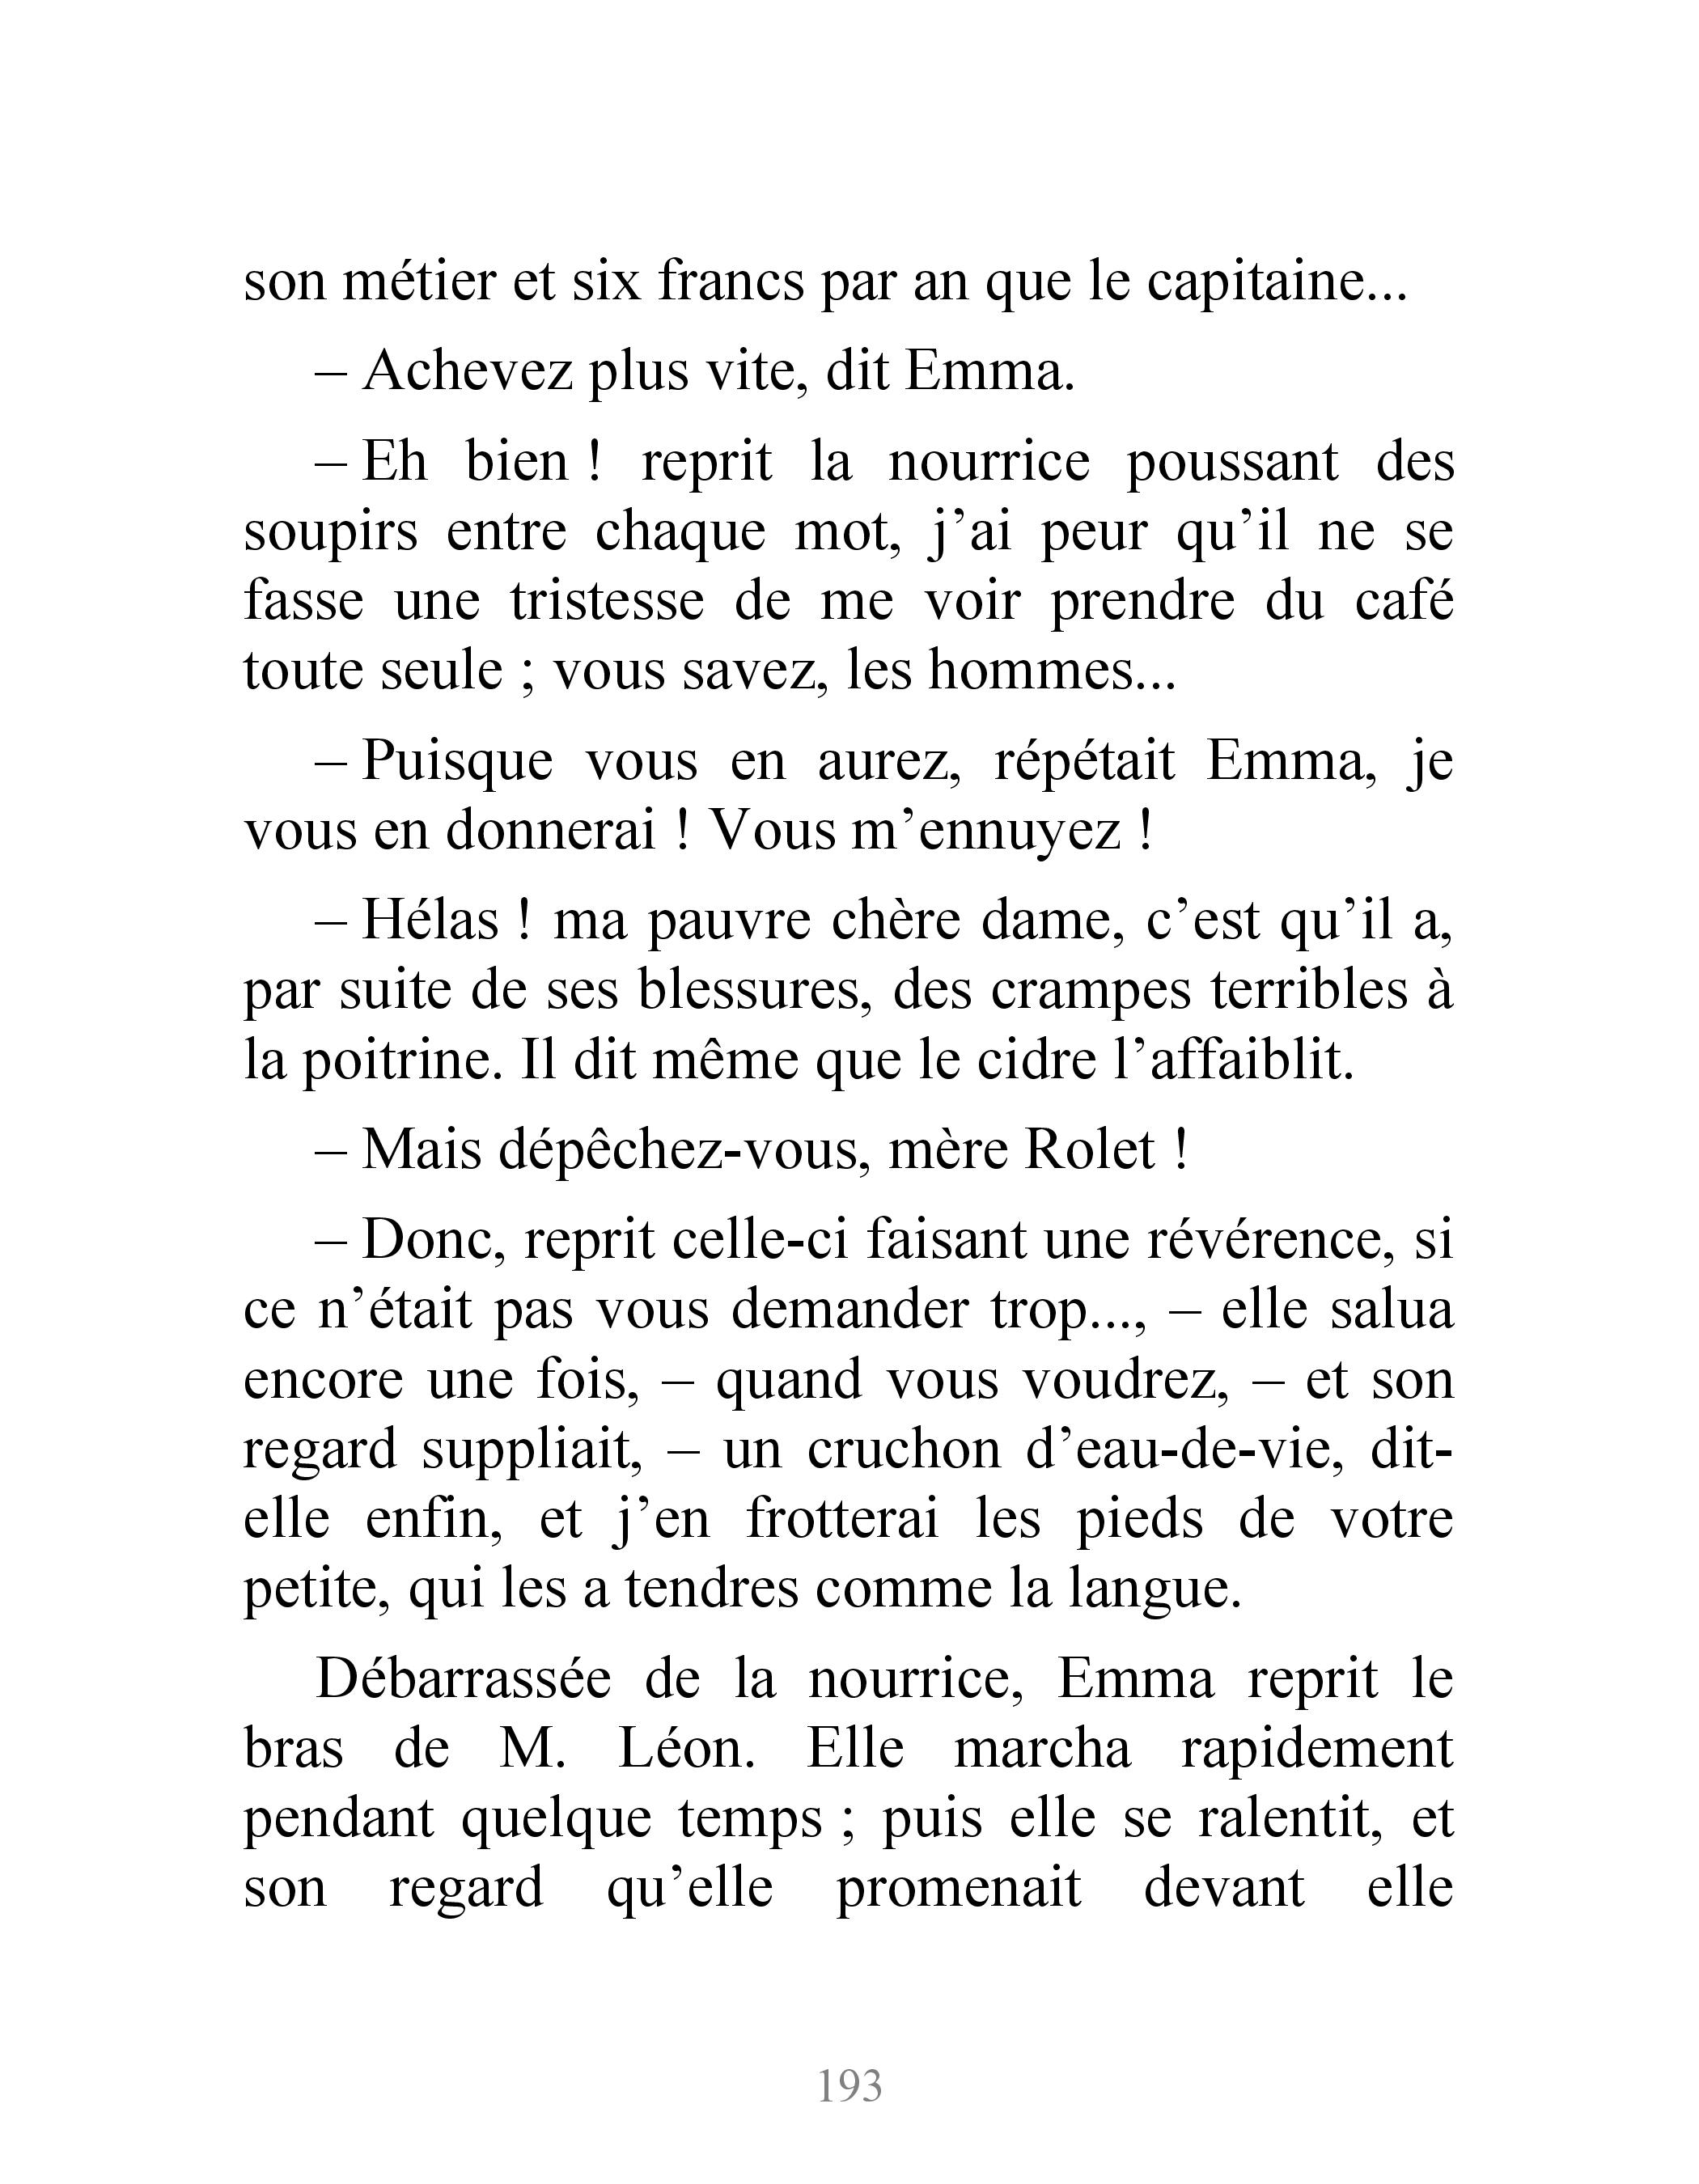 son métier et six francs par an que le capitaine...
– Achevez plus vite, dit Emma.
– Eh bien ! reprit la nourrice poussant des
soupirs entre chaque mot, j’ai peur qu’il ne se
fasse une tristesse de me voir prendre du café
toute seule ; vous savez, les hommes...
– Puisque vous en aurez, répétait Emma, je
vous en donnerai ! Vous m’ennuyez !
– Hélas ! ma pauvre chère dame, c’est qu’il a,
par suite de ses blessures, des crampes terribles à
la poitrine. Il dit même que le cidre l’affaiblit.
– Mais dépêchez-vous, mère Rolet !
– Donc, reprit celle-ci faisant une révérence, si
ce n’était pas vous demander trop..., – elle salua
encore une fois, – quand vous voudrez, – et son
regard suppliait, – un cruchon d’eau-de-vie, dit-
elle enfin, et j’en frotterai les pieds de votre
petite, qui les a tendres comme la langue.
Débarrassée de la nourrice, Emma reprit le
bras de M. Léon. Elle marcha rapidement
pendant quelque temps ; puis elle se ralentit, et
son regard qu’elle promenait devant elle
193